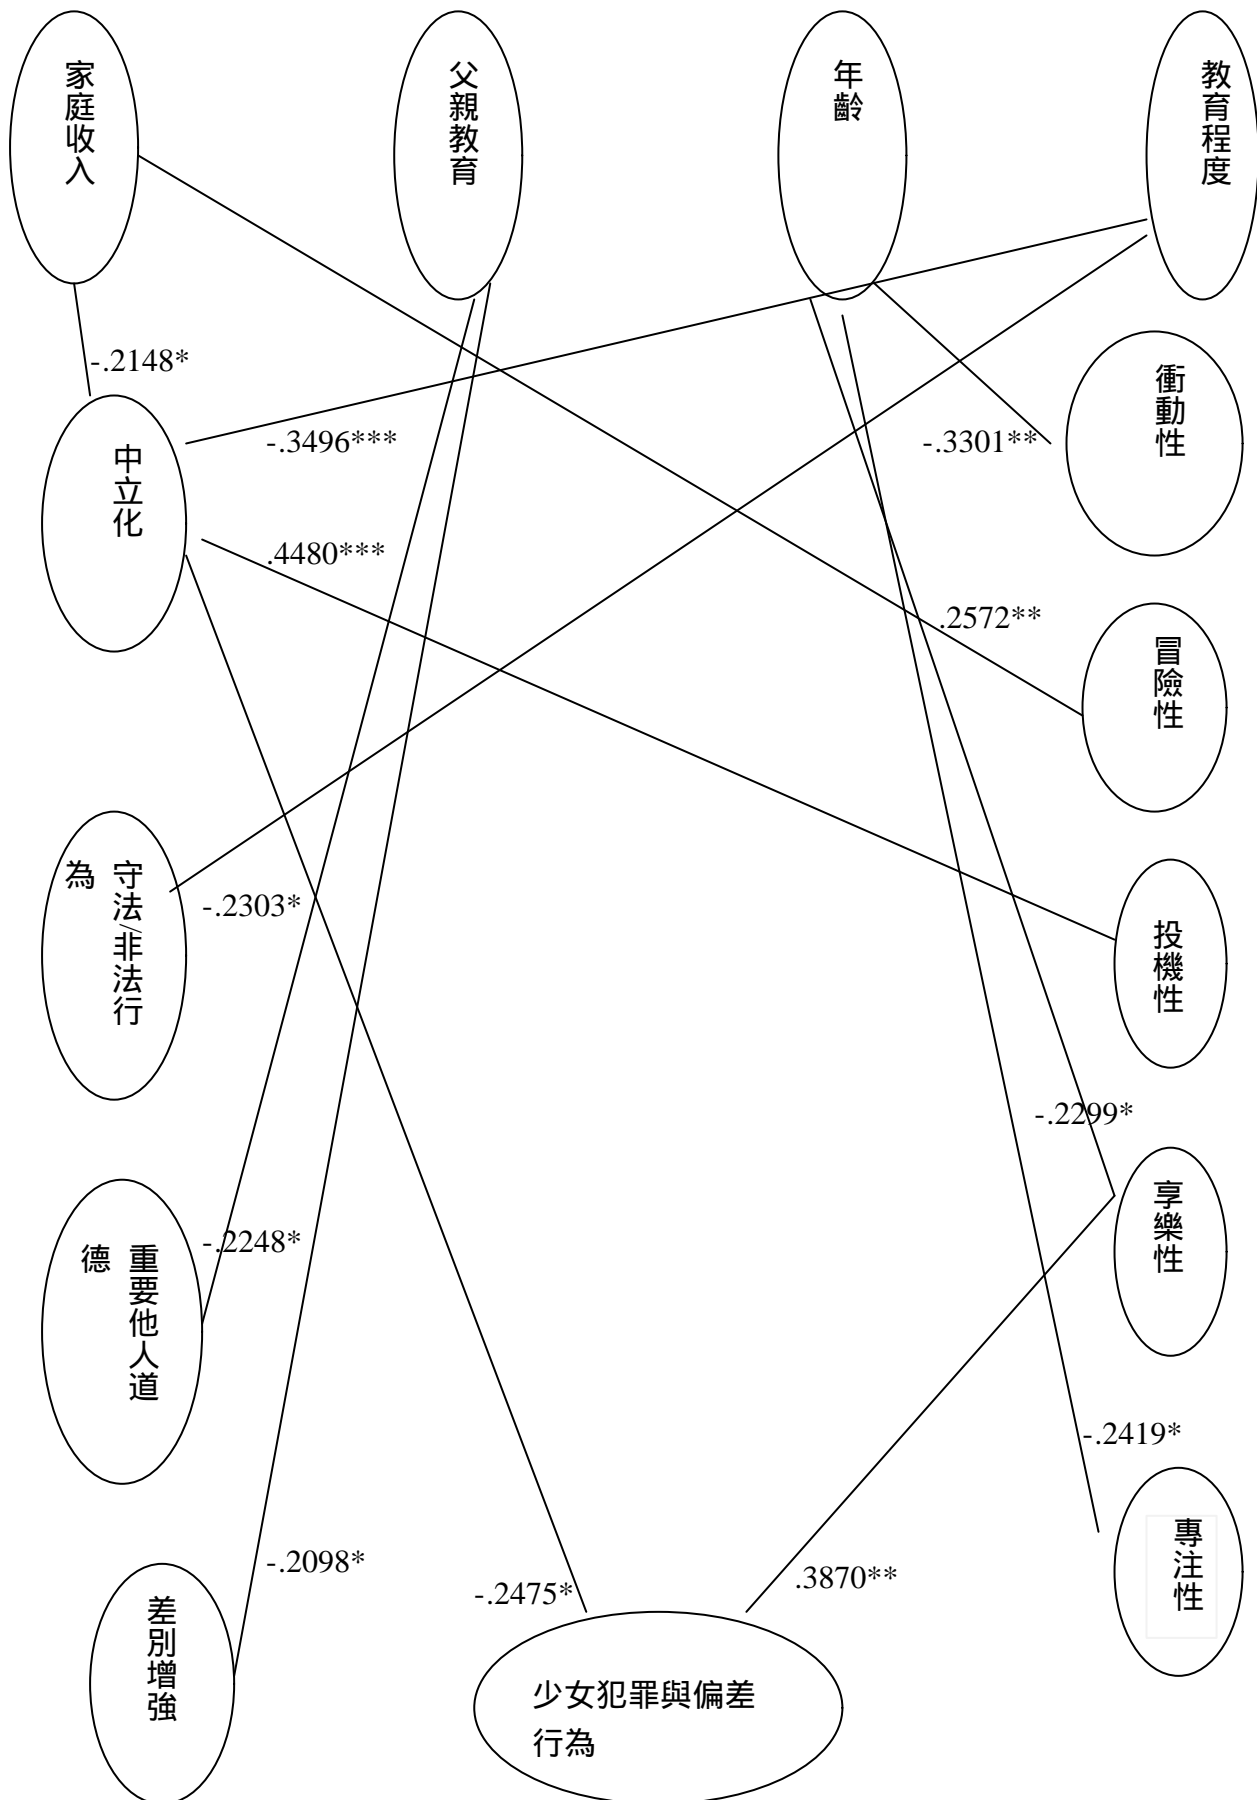 家庭收入
父親教育
年齡
教育程度
-.2148*
衝動性
-.3496***
-.3301**
中立化
.4480***
.2572**
冒險性
守法/非法行
為
-.2303*
投機性
-.2299*
享樂性
-.2248*
重要他人道
德
-.2419*
專注性
-.2098*
-.2475*
.3870**
差別增強
少女犯罪與偏差
行為